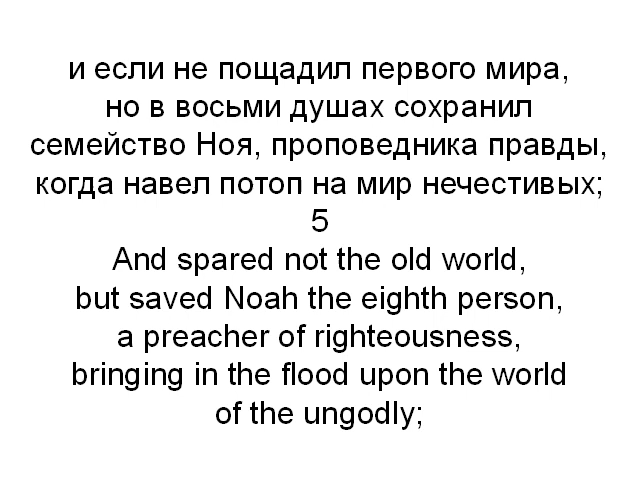 и если не пощадил первого мира,
но в восьми душах сохранил
семейство Ноя, проповедника правды,
когда навел потоп на мир нечестивых;
5
And spared not the old world,
but saved Noah the eighth person,
a preacher of righteousness,
bringing in the flood upon the world
of the ungodly;